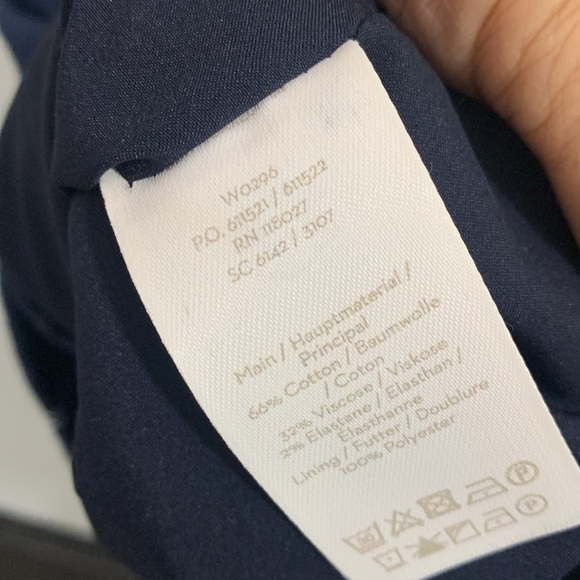 W0296
P.O. 611521 / 611522
RN 118027
SC 6142 / 3107
Main / Hauptmaterial /
Principal
66% Cotton / Baumwolle
/ Coton
32% Viscose / Viskose
2% Elastane / Elasthan /
Élasthanne
Lining / Futter / Doublure
100% Polyester